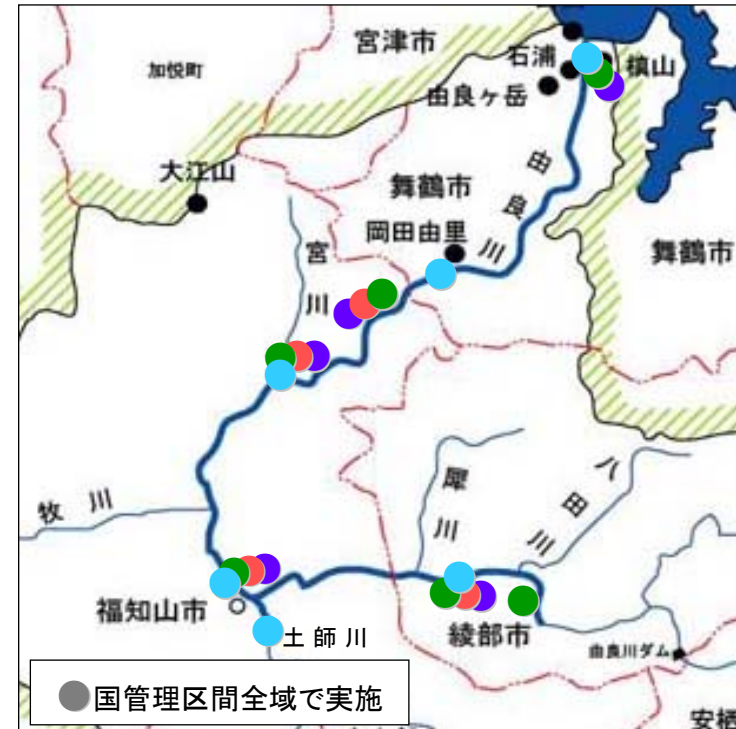 宮津市
加悦町
石浦
槙山
由良ヶ岳
大江山
由良川
舞鶴市
岡田由里
舞鶴市
宮川
牧川
犀川
八田川
福知山市
土師川
綾部市
由良川ダム
安栖
国管理区間全域で実施